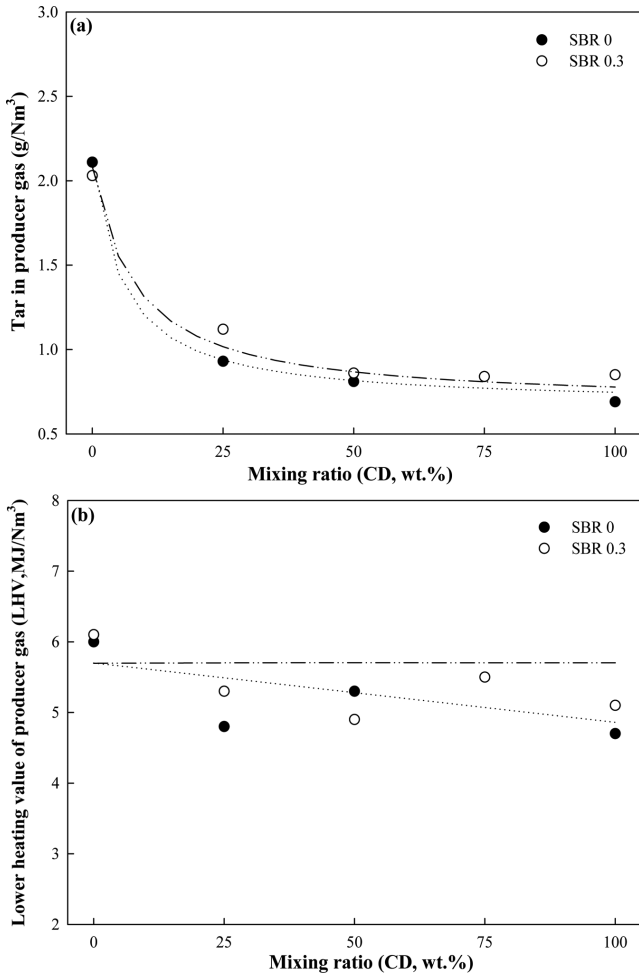 (a)
SBR 0
SBR 0.3
3.0
2.5
2.0
1.5
1.0
0.5
Tar in producer gas (g/Nm³)
0 25 50 75 100
Mixing ratio (CD, wt.%)
(b)
SBR 0
SBR 0.3
8
7
6
5
4
3
2
Lower heating value of producer gas (LHV,MJ/Nm³)
0 25 50 75 100
Mixing ratio (CD, wt.%)